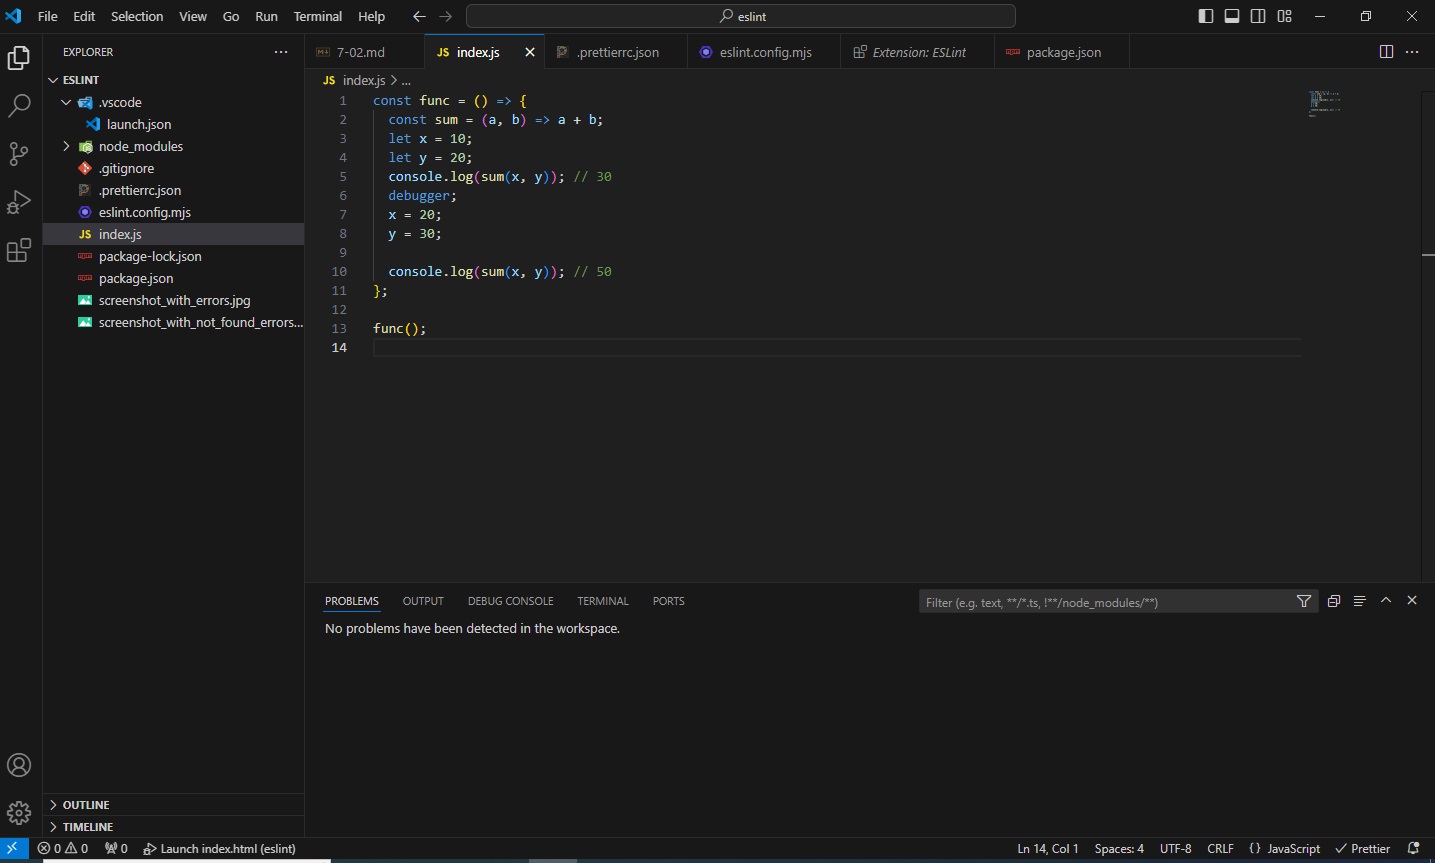 File Edit Selection View Go Run Terminal Help eslint
EXPLORER
7-02.md JS index.js .prettierrc.json eslint.config.mjs Extension: ESLint package.json
ESLINT
.vscode
launch.json
node_modules
.gitignore
.prettierrc.json
eslint.config.mjs
JS index.js
package-lock.json
package.json
screenshot_with_errors.jpg
screenshot_with_not_found_errors...
OUTLINE
TIMELINE
JS index.js > ...
1 const func = () => {
2 const sum = (a, b) => a + b;
3 let x = 10;
4 let y = 20;
5 console.log(sum(x, y)); // 30
6 debugger;
7 x = 20;
8 y = 30;
9
10 console.log(sum(x, y)); // 50
11 };
12
13 func();
14
PROBLEMS OUTPUT DEBUG CONSOLE TERMINAL PORTS Filter (e.g. text, **/*.ts, !**/node_modules/**)
No problems have been detected in the workspace.
0 0 0 Launch index.html (eslint) Ln 14, Col 1 Spaces: 4 UTF-8 CRLF {} JavaScript Prettier